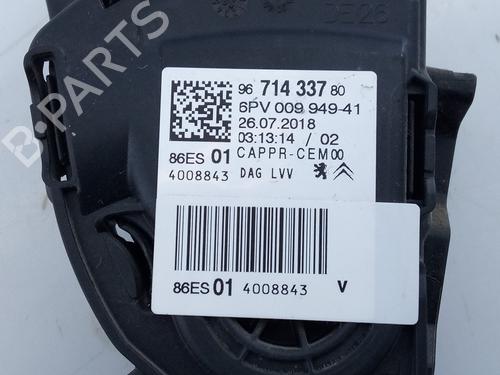 DE26
B-PARTS
96 714 337 80
6PV 009 949-41
26.07.2018
03:13:14 / 02
86ES 01 CAPPR-CEM00
4008843 DAG LVV
86ES 01 4008843 V